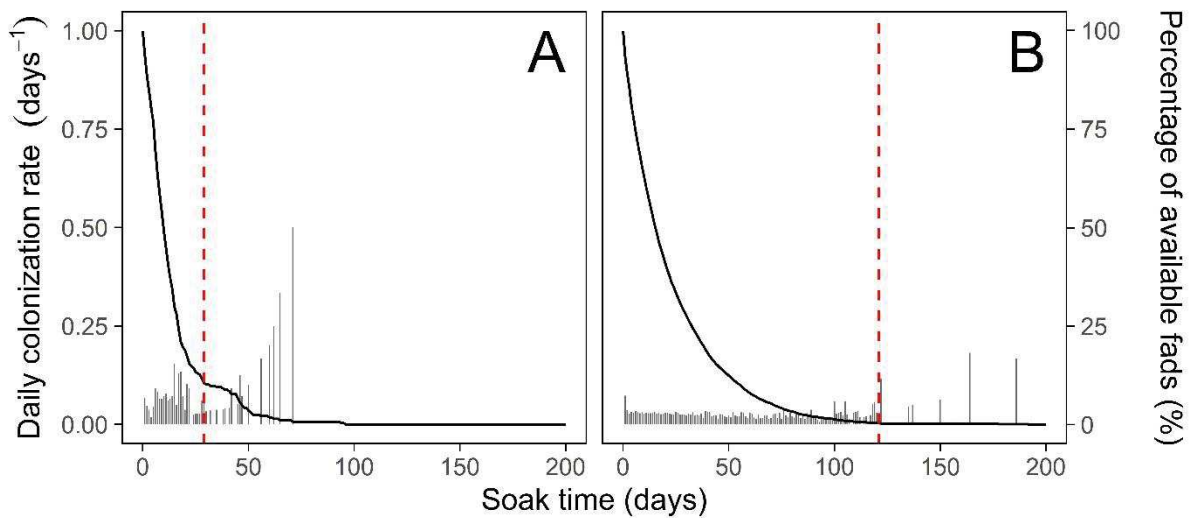 A
B
Daily colonization rate (days⁻¹)
1.00
0.75
0.50
0.25
0.00
100
75
50
25
0
Percentage of available fads (%)
0 50 100 150 200
0 50 100 150 200
Soak time (days)